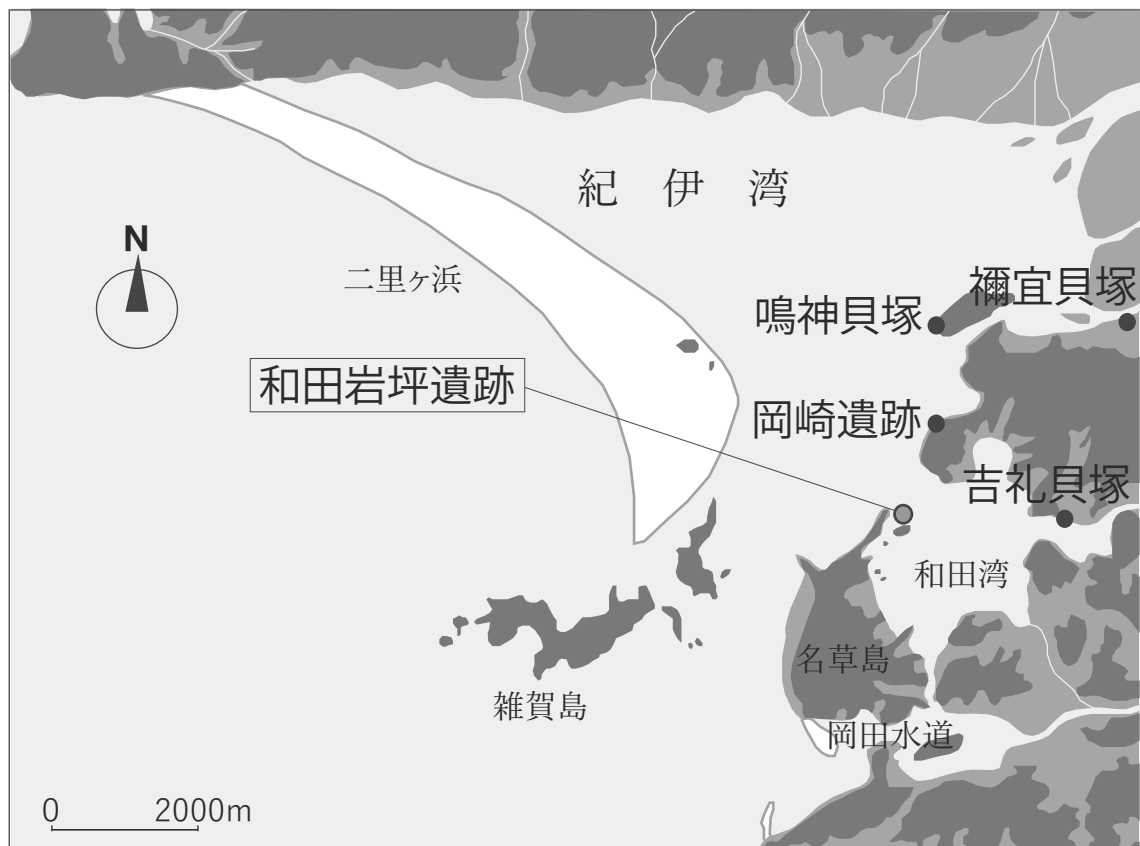 紀伊湾
N
二里ヶ浜
禰宜貝塚
鳴神貝塚
和田岩坪遺跡
岡崎遺跡
吉礼貝塚
和田湾
名草島
雑賀島
岡田水道
0 2000m